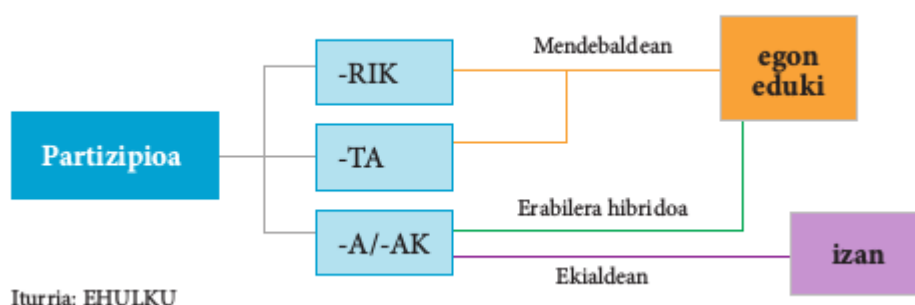 Partizipioa
-RIK
-TA
-A/-AK
Mendebaldean
egon
eduki
Erabilera hibridoa
Ekialdean
izan
Iturria: EHULKU